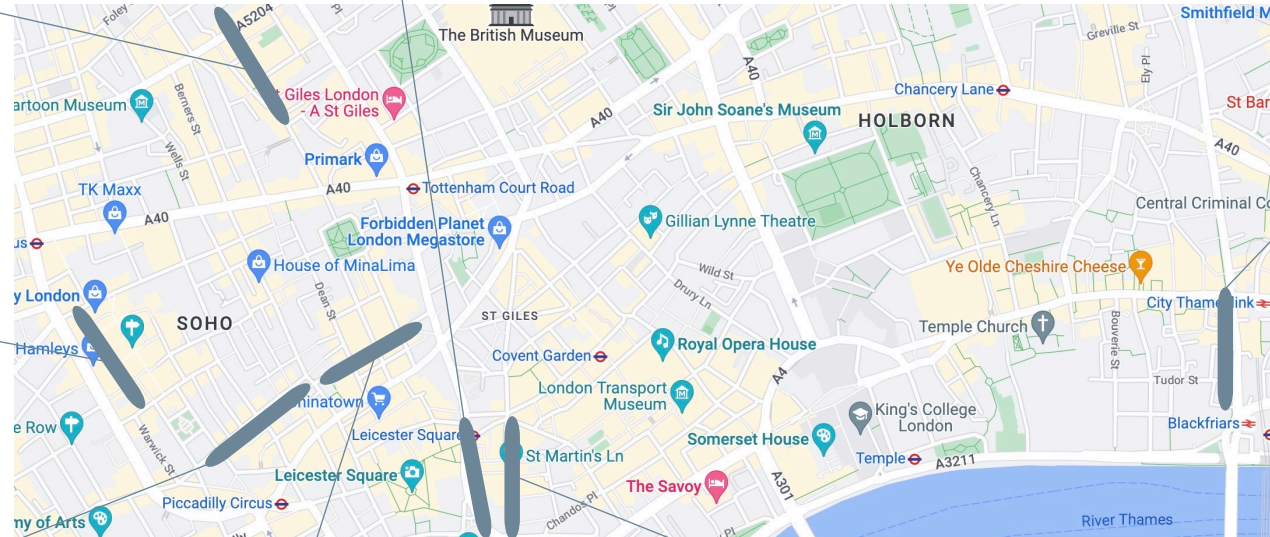 Foley
A5204
Pl
The British Museum
A40
Greville St
Ely Pl
Smithfield M
artoon Museum
Berners St
t Giles London
- A St Giles
A40
Sir John Soane's Museum
Chancery Lane
HOLBORN
St Bar
A40
Wells St
Primark
TK Maxx
A40
Tottenham Court Road
Chancery Ln
Central Criminal Co
A40
us
Forbidden Planet
London Megastore
Gillian Lynne Theatre
House of MinaLima
Wild St
Ye Olde Cheshire Cheese
y London
Dean St
Drury Ln
City Thame link
SOHO
ST GILES
Temple Church
Bouverie St
Hamleys
Covent Garden
Royal Opera House
A4
Tudor St
London Transport
Museum
hinatown
King's College
London
e Row
Warwick St
Leicester Square
Somerset House
Blackfriars
St Martin's Ln
Temple
A3211
Leicester Square
The Savoy
A301
Piccadilly Circus
Chandos Pl
my of Arts
River Thames
Pl